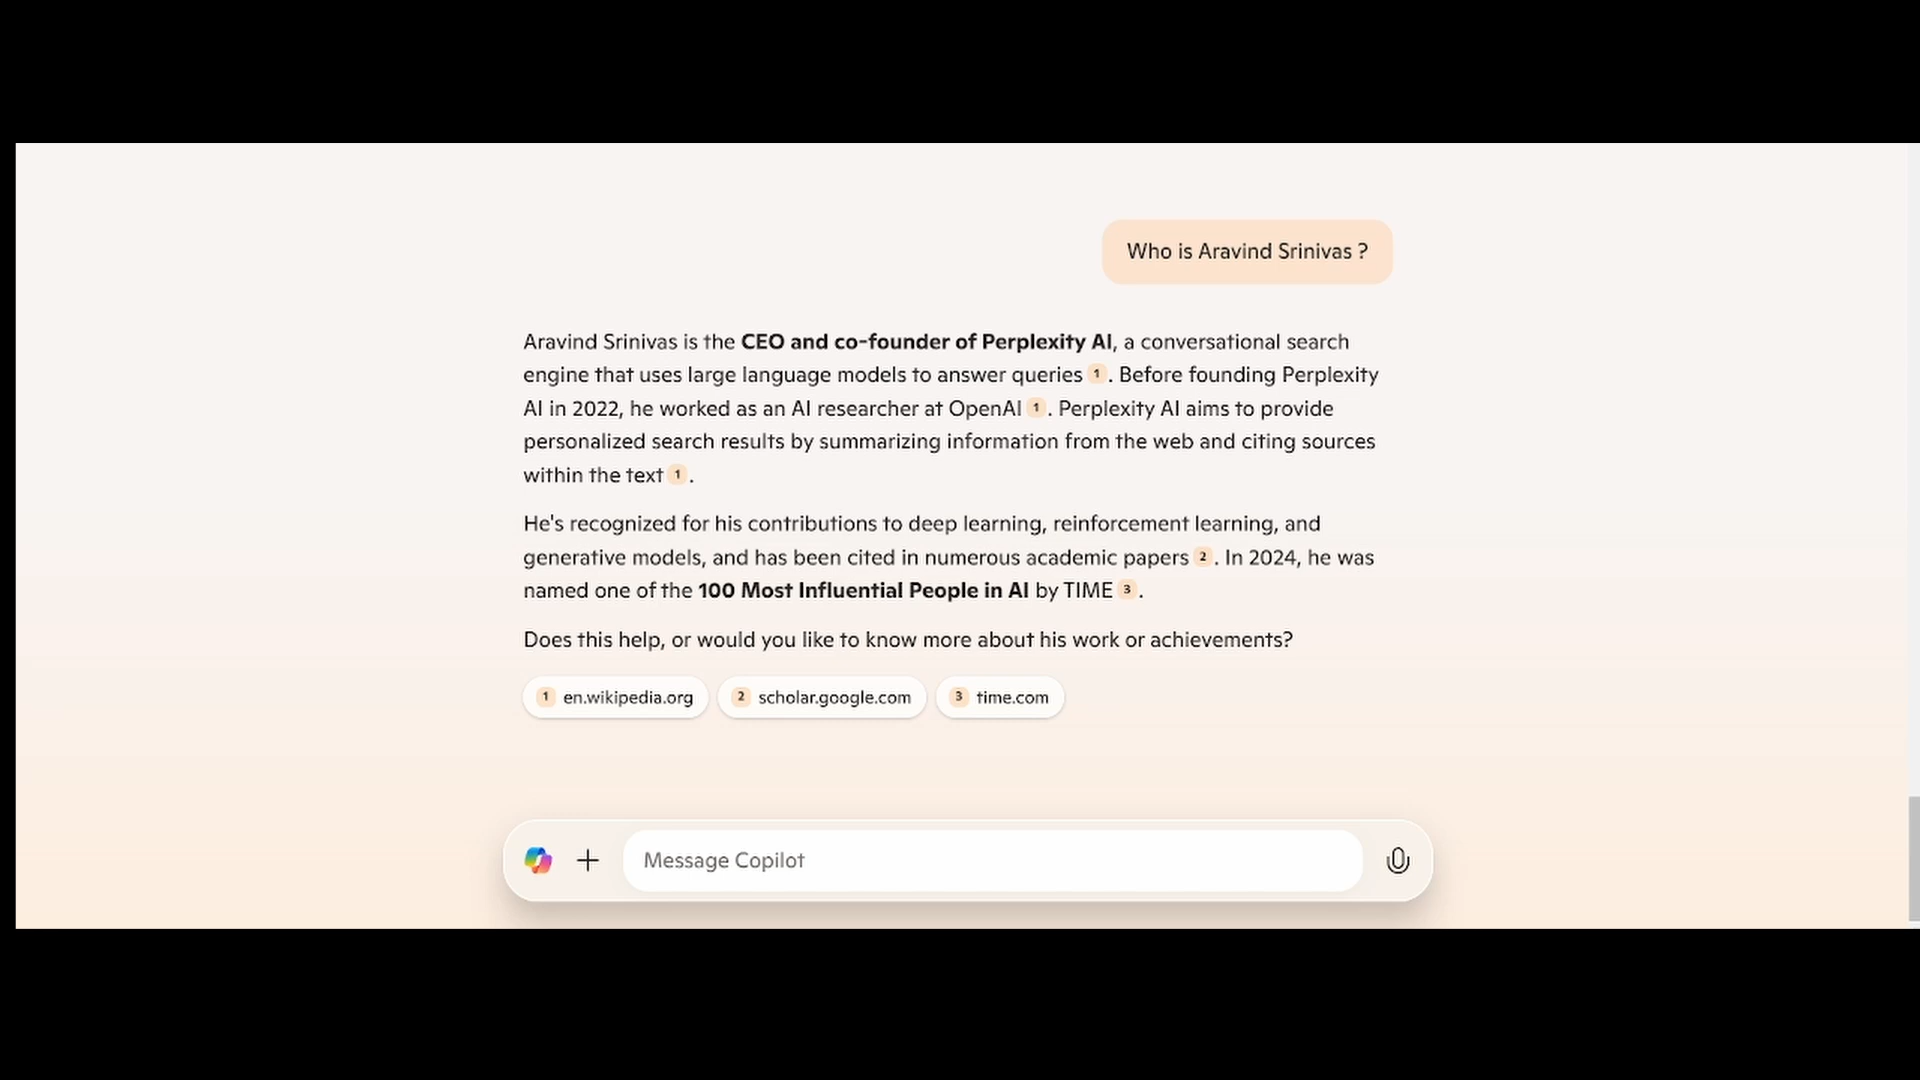 Who is Aravind Srinivas ?
Aravind Srinivas is the CEO and co-founder of Perplexity AI, a conversational search
engine that uses large language models to answer queries 1 . Before founding Perplexity
AI in 2022, he worked as an AI researcher at OpenAI 1 . Perplexity AI aims to provide
personalized search results by summarizing information from the web and citing sources
within the text 1 .
He's recognized for his contributions to deep learning, reinforcement learning, and
generative models, and has been cited in numerous academic papers 2 . In 2024, he was
named one of the 100 Most Influential People in AI by TIME 3 .
Does this help, or would you like to know more about his work or achievements?
1 en.wikipedia.org 2 scholar.google.com 3 time.com
Message Copilot